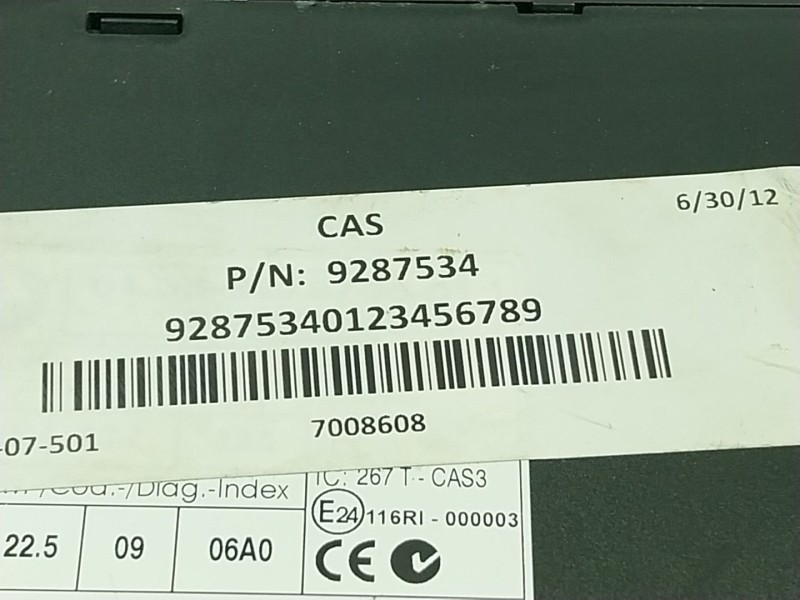 6/30/12
CAS
P/N: 9287534
92875340123456789
7008608
-07-501
/Cod.-/Diag.-Index
IC: 267 T - CAS3
E24 116RI - 000003
22.5 09 06A0
CE